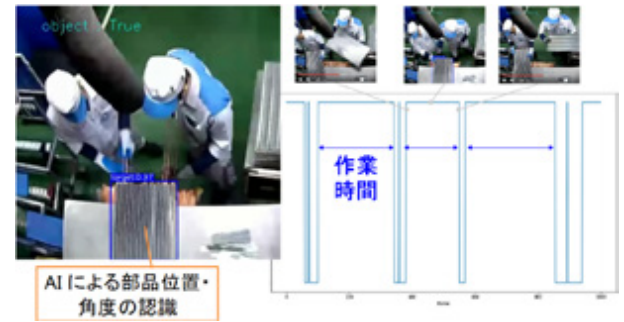 object : True
作業
時間
AIによる部品位置・
角度の認識